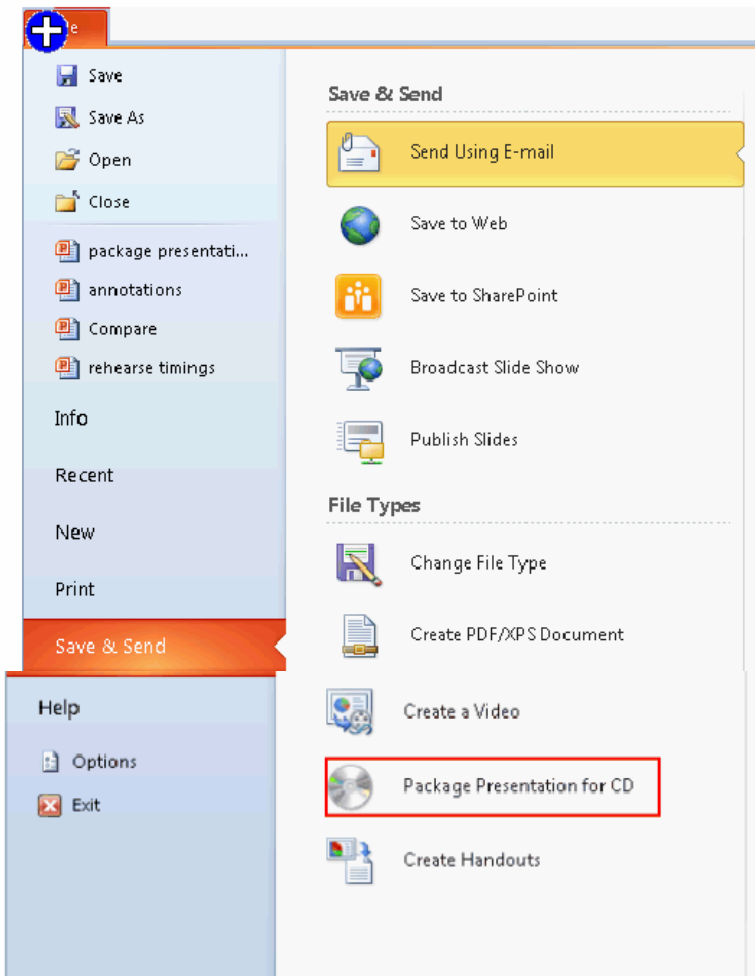 Save
Save As
Open
Close
package presentati...
annotations
Compare
rehearse timings
Info
Recent
New
Print
Save & Send
Help
Options
Exit
Save & Send
Send Using E-mail
Save to Web
Save to SharePoint
Broadcast Slide Show
Publish Slides
File Types
Change File Type
Create PDF/XPS Document
Create a Video
Package Presentation for CD
Create Handouts